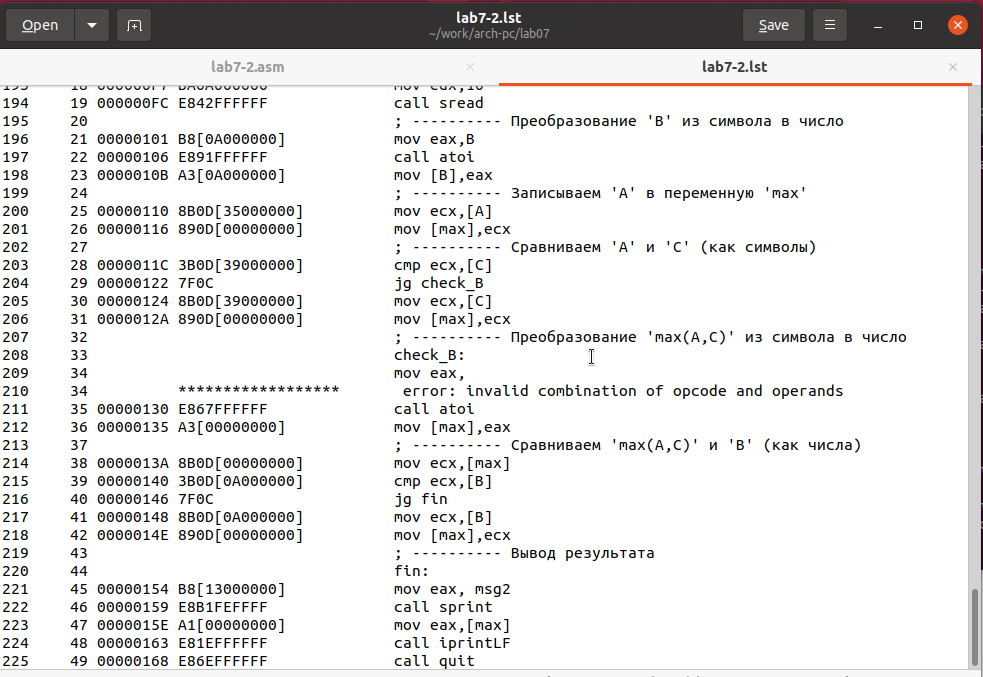 Open
lab7-2.lst
~/work/arch-pc/lab07
Save
lab7-2.asm
lab7-2.lst
193 18 000000F7 BA0A000000 mov edx,10
194 19 000000FC E842FFFFFF call sread
195 20 ; ---------- Преобразование 'B' из символа в число
196 21 00000101 B8[0A000000] mov eax,B
197 22 00000106 E891FFFFFF call atoi
198 23 0000010B A3[0A000000] mov [B],eax
199 24 ; ---------- Записываем 'A' в переменную 'max'
200 25 00000110 8B0D[35000000] mov ecx,[A]
201 26 00000116 890D[00000000] mov [max],ecx
202 27 ; ---------- Сравниваем 'A' и 'C' (как символы)
203 28 0000011C 3B0D[39000000] cmp ecx,[C]
204 29 00000122 7F0C jg check_B
205 30 00000124 8B0D[39000000] mov ecx,[C]
206 31 0000012A 890D[00000000] mov [max],ecx
207 32 ; ---------- Преобразование 'max(A,C)' из символа в число
208 33 check_B:
209 34 mov eax,
210 34 ****************** error: invalid combination of opcode and operands
211 35 00000130 E867FFFFFF call atoi
212 36 00000135 A3[00000000] mov [max],eax
213 37 ; ---------- Сравниваем 'max(A,C)' и 'B' (как числа)
214 38 0000013A 8B0D[00000000] mov ecx,[max]
215 39 00000140 3B0D[0A000000] cmp ecx,[B]
216 40 00000146 7F0C jg fin
217 41 00000148 8B0D[0A000000] mov ecx,[B]
218 42 0000014E 890D[00000000] mov [max],ecx
219 43 ; ---------- Вывод результата
220 44 fin:
221 45 00000154 B8[13000000] mov eax, msg2
222 46 00000159 E8B1FEFFFF call sprint
223 47 0000015E A1[00000000] mov eax,[max]
224 48 00000163 E81EFFFFFF call iprintLF
225 49 00000168 E86EFFFFFF call quit